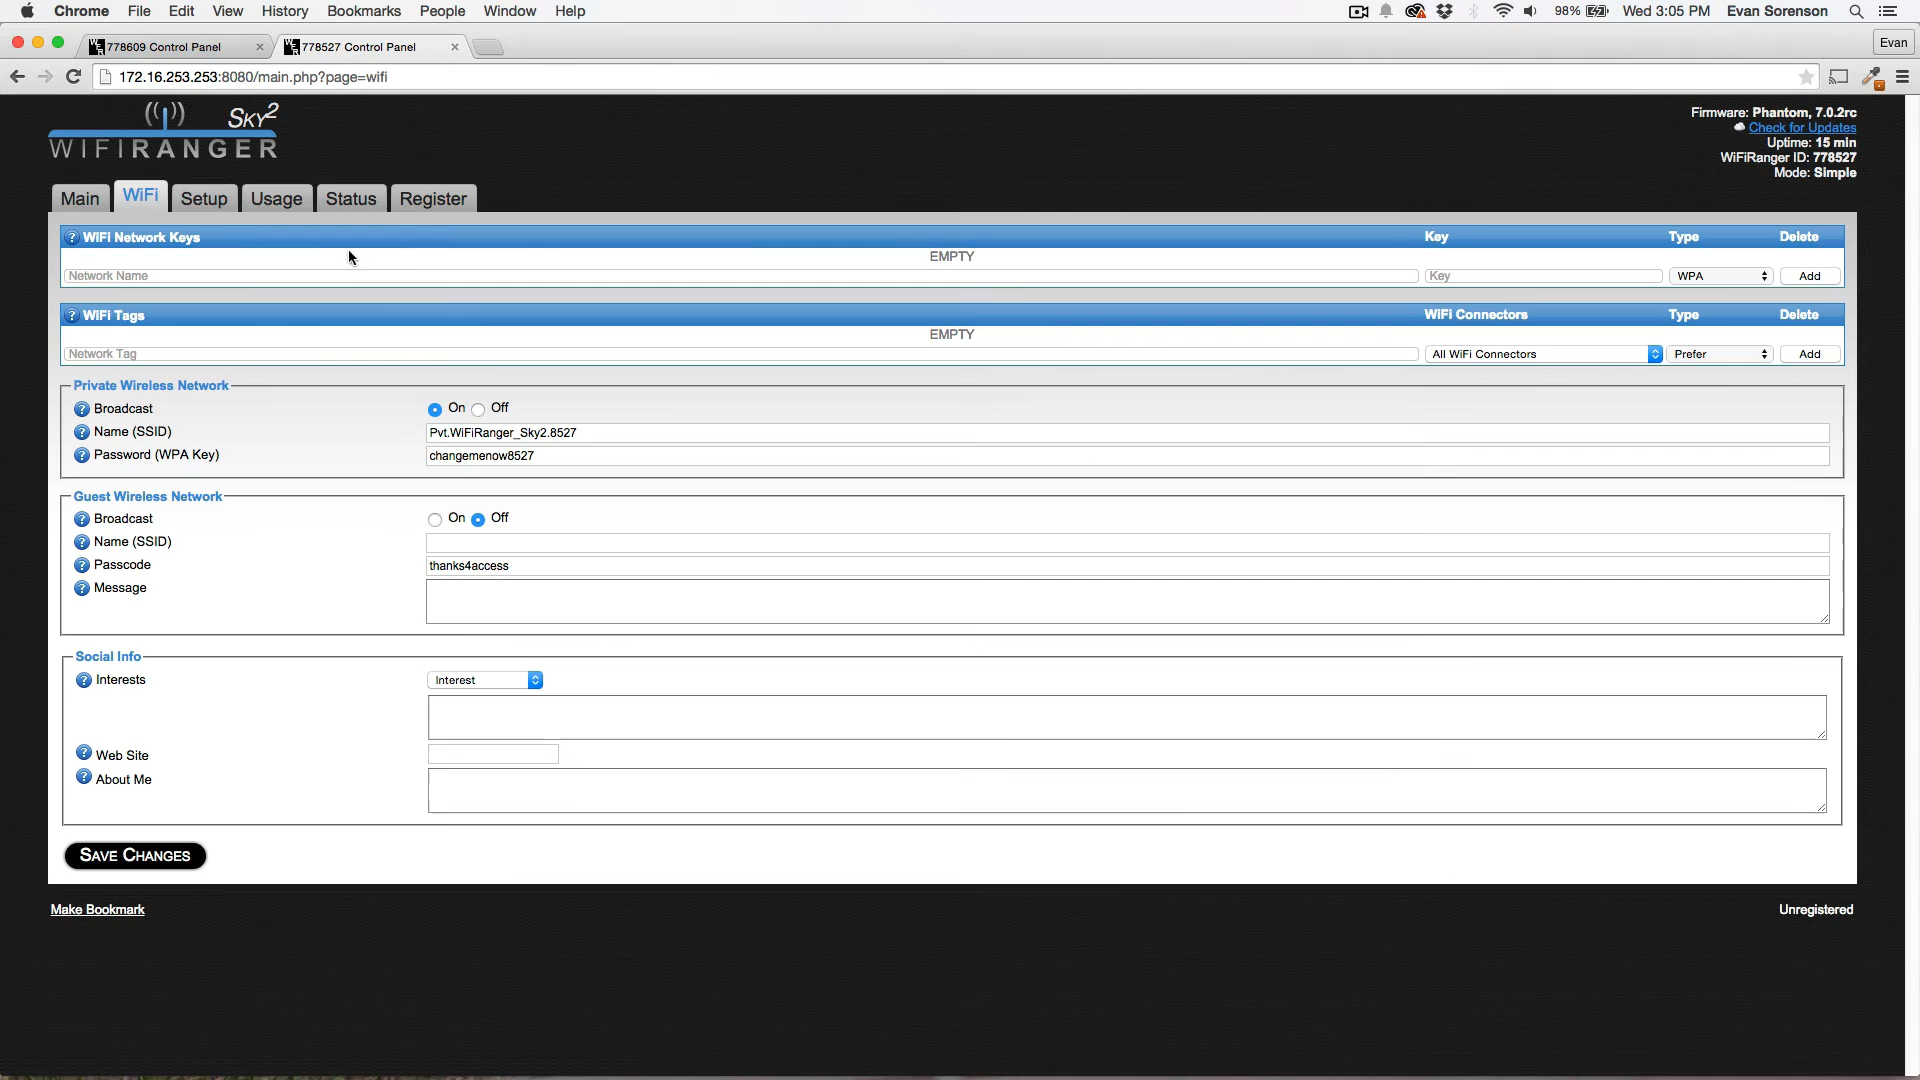 Chrome File Edit View History Bookmarks People Window Help 98% Wed 3:05 PM Evan Sorenson
778609 Control Panel 778527 Control Panel Evan
172.16.253.253:8080/main.php?page=wifi
SKY2
WIFIRANGER
Firmware: Phantom, 7.0.2rc
Check for Updates
Uptime: 15 min
WiFiRanger ID: 778527
Mode: Simple
Main WiFi Setup Usage Status Register
? WiFi Network Keys Key Type Delete
EMPTY
Network Name Key WPA Add
? WiFi Tags WiFi Connectors Type Delete
EMPTY
Network Tag All WiFi Connectors Prefer Add
Private Wireless Network
? Broadcast On Off
? Name (SSID) Pvt.WiFiRanger_Sky2.8527
? Password (WPA Key) changemenow8527
Guest Wireless Network
? Broadcast On Off
? Name (SSID)
? Passcode thanks4access
? Message
Social Info
? Interests Interest
? Web Site
? About Me
SAVE CHANGES
Make Bookmark Unregistered